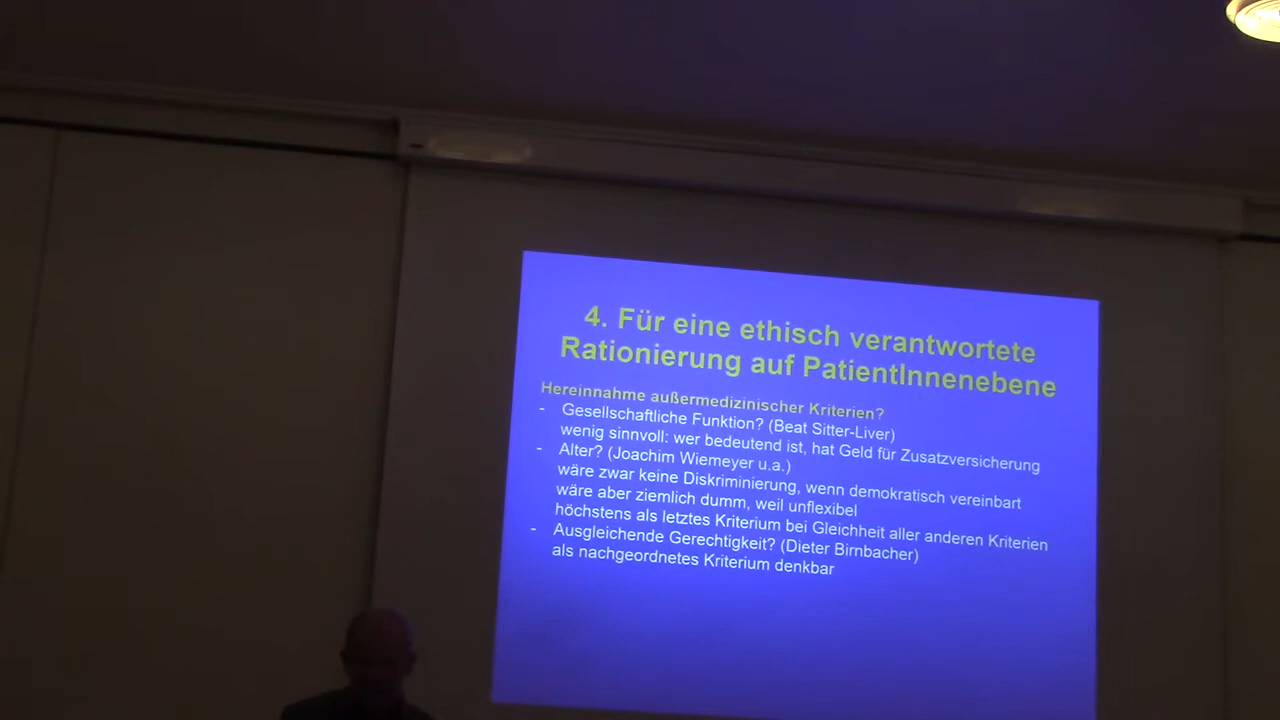 4. Für eine ethisch verantwortete
Rationierung auf PatientInnenebene
Hereinnahme außermedizinischer Kriterien?
- Gesellschaftliche Funktion? (Beat Sitter-Liver)
wenig sinnvoll: wer bedeutend ist, hat Geld für Zusatzversicherung
- Alter? (Joachim Wiemeyer u.a.)
wäre zwar keine Diskriminierung, wenn demokratisch vereinbart
wäre aber ziemlich dumm, weil unflexibel
höchstens als letztes Kriterium bei Gleichheit aller anderen Kriterien
- Ausgleichende Gerechtigkeit? (Dieter Birnbacher)
als nachgeordnetes Kriterium denkbar